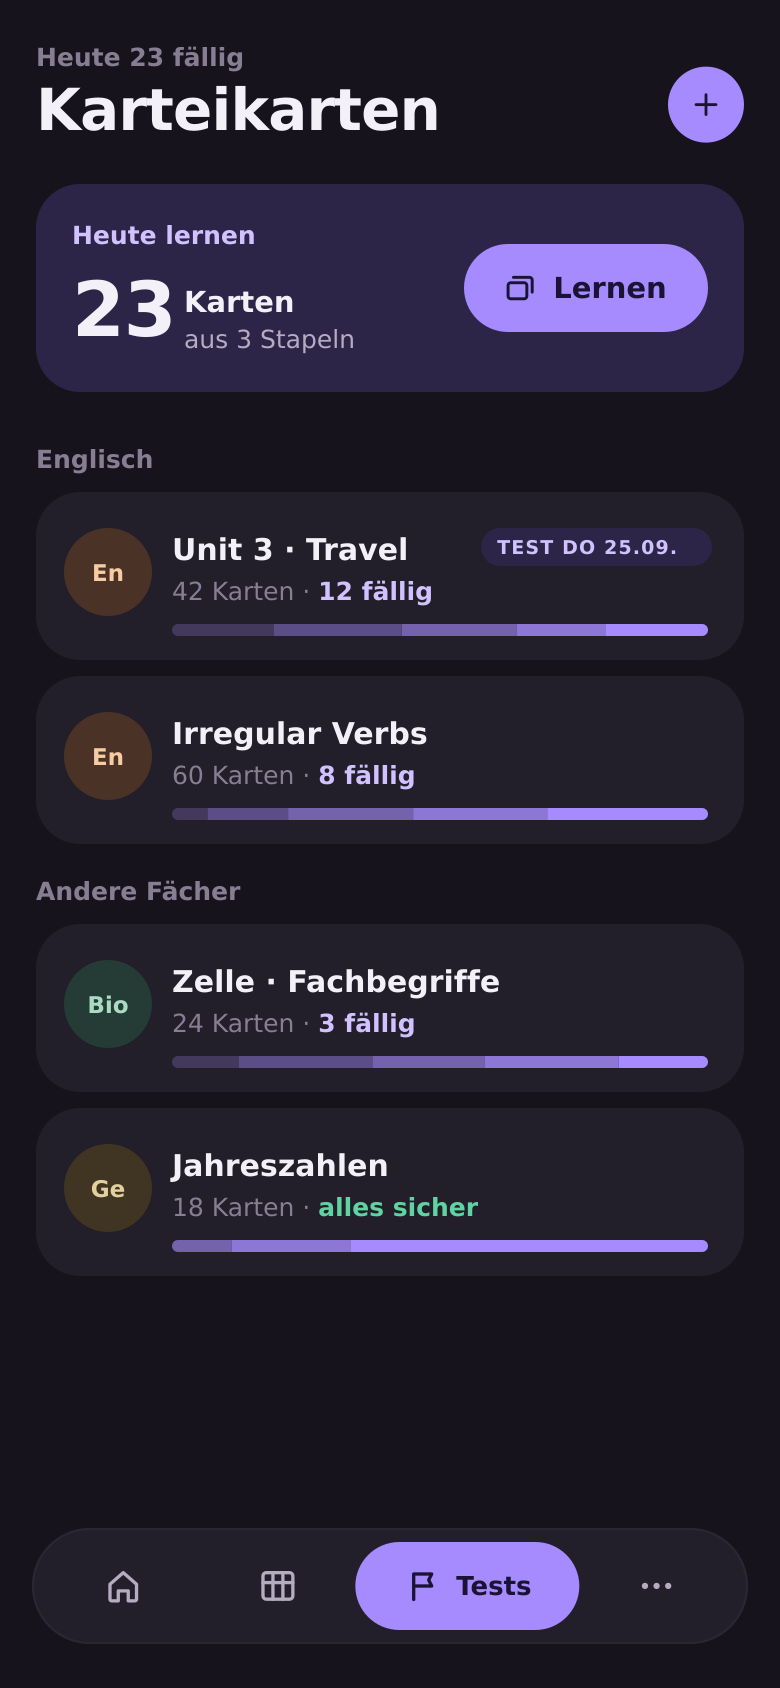 Heute 23 fällig
Karteikarten
Heute lernen
23 Karten
aus 3 Stapeln
Lernen
Englisch
En
Unit 3 · Travel
TEST DO 25.09.
42 Karten · 12 fällig
En
Irregular Verbs
60 Karten · 8 fällig
Andere Fächer
Bio
Zelle · Fachbegriffe
24 Karten · 3 fällig
Ge
Jahreszahlen
18 Karten · alles sicher
Tests